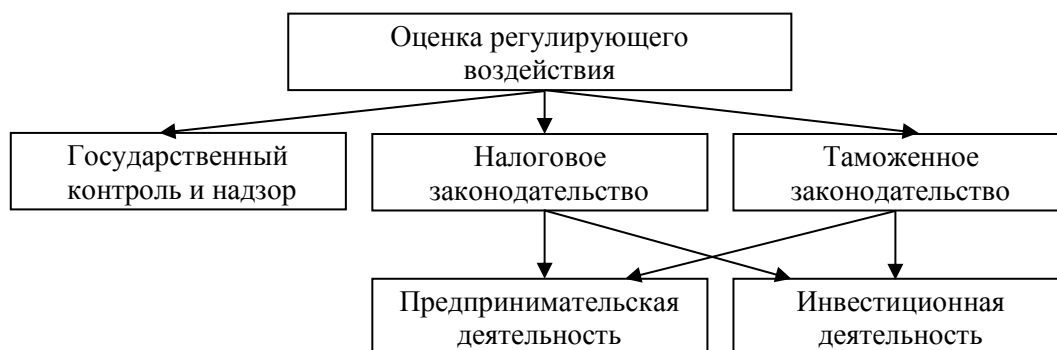 Оценка регулирующего
воздействия
Государственный
контроль и надзор
Налоговое
законодательство
Таможенное
законодательство
Предпринимательская
деятельность
Инвестиционная
деятельность